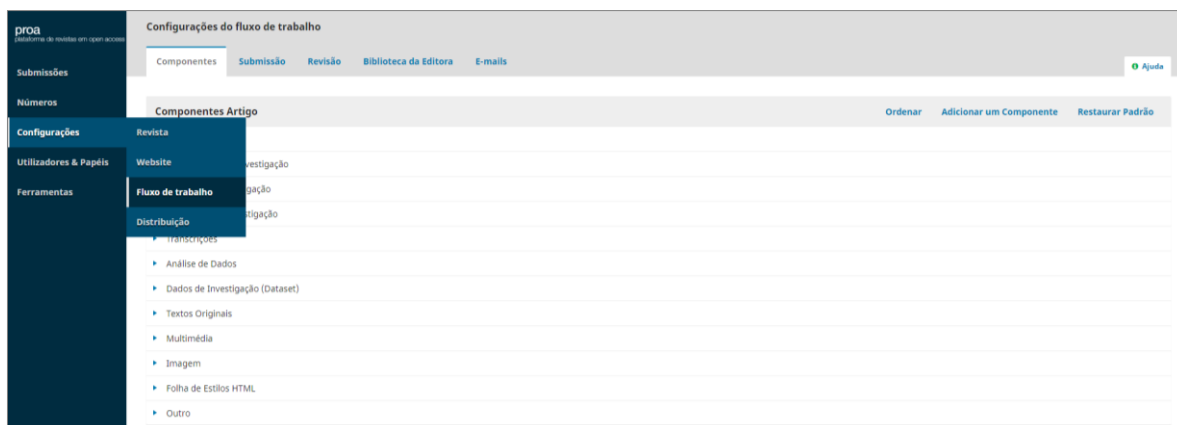 proa
plataforma de revistas em open access
Submissões
Números
Configurações
Utilizadores & Papéis
Ferramentas
Revista
Website
Fluxo de trabalho
Distribuição
Configurações do fluxo de trabalho
Componentes Submissão Revisão Biblioteca da Editora E-mails
Ajuda
Componentes Artigo Ordenar Adicionar um Componente Restaurar Padrão
vestigação
gação
tigação
Transcrições
Análise de Dados
Dados de Investigação (Dataset)
Textos Originais
Multimédia
Imagem
Folha de Estilos HTML
Outro